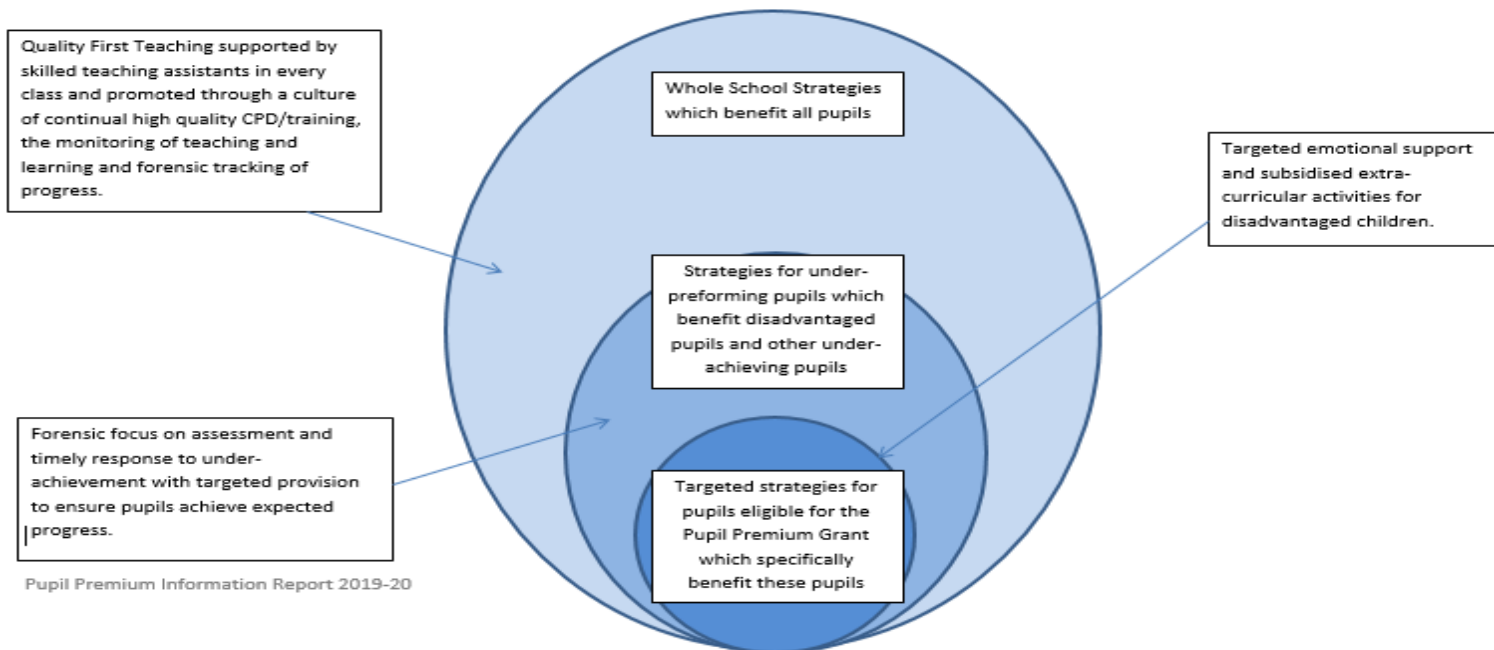 Quality First Teaching supported by
skilled teaching assistants in every
class and promoted through a culture
of continual high quality CPD/training,
the monitoring of teaching and
learning and forensic tracking of
progress.
Whole School Strategies
which benefit all pupils
Targeted emotional support
and subsidised extra-
curricular activities for
disadvantaged children.
Strategies for under-
preforming pupils which
benefit disadvantaged
pupils and other under-
achieving pupils
Forensic focus on assessment and
timely response to under-
achievement with targeted provision
to ensure pupils achieve expected
progress.
Targeted strategies for
pupils eligible for the
Pupil Premium Grant
which specifically
benefit these pupils
Pupil Premium Information Report 2019-20